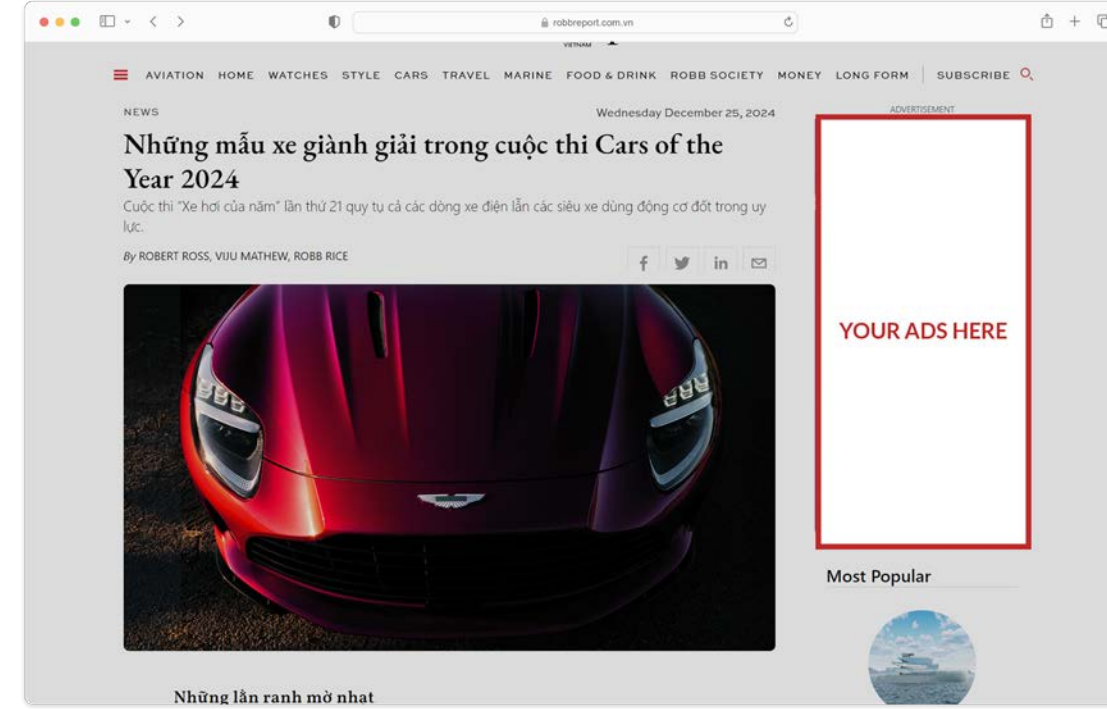 robbreport.com.vn
VIETNAM
AVIATION HOME WATCHES STYLE CARS TRAVEL MARINE FOOD & DRINK ROBB SOCIETY MONEY LONG FORM SUBSCRIBE
NEWS
Wednesday December 25, 2024
Những mẫu xe giành giải trong cuộc thi Cars of the
Year 2024
Cuộc thi “Xe hơi của năm” lần thứ 21 quy tụ cả các dòng xe điện lẫn các siêu xe dùng động cơ đốt trong uy
lực.
By ROBERT ROSS, VIJU MATHEW, ROBB RICE
f in
ADVERTISEMENT
YOUR ADS HERE
Most Popular
Những lằn ranh mờ nhạt